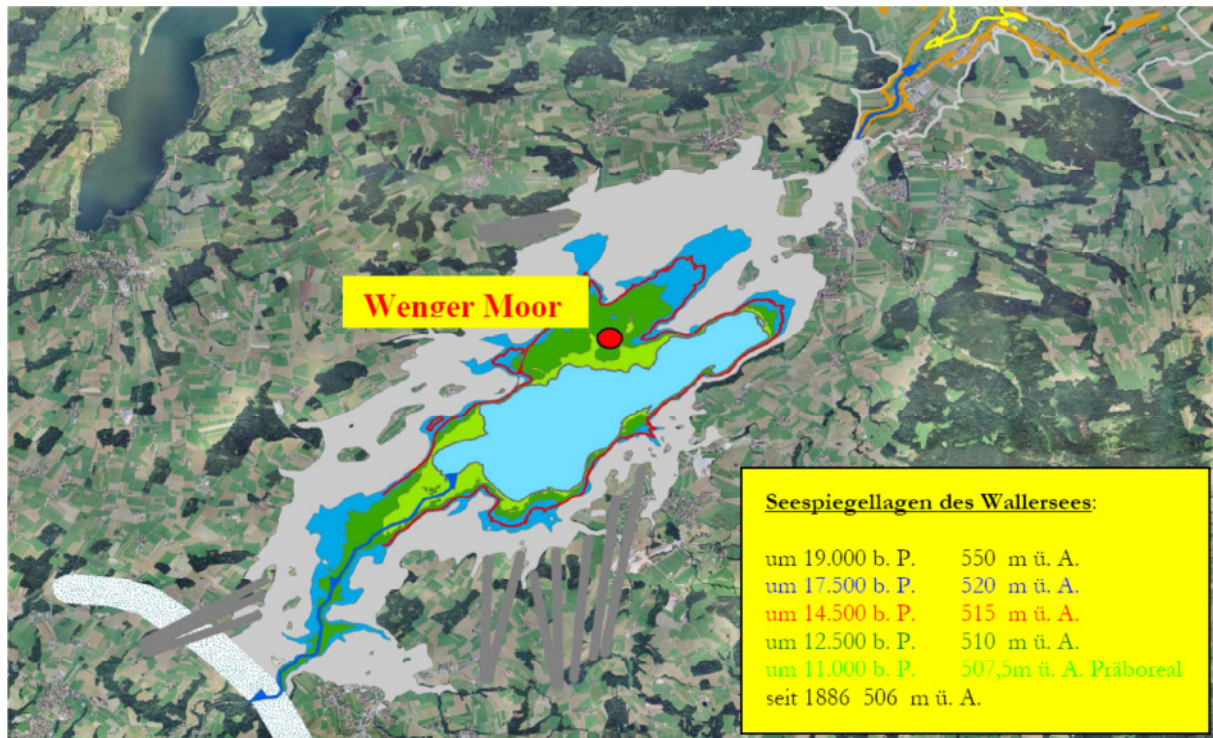 Wenger Moor
Seespiegellagen des Wallersees:
um 19.000 b. P. 550 m ü. A.
um 17.500 b. P. 520 m ü. A.
um 14.500 b. P. 515 m ü. A.
um 12.500 b. P. 510 m ü. A.
um 11.000 b. P. 507,5m ü. A. Präboreal
seit 1886 506 m ü. A.